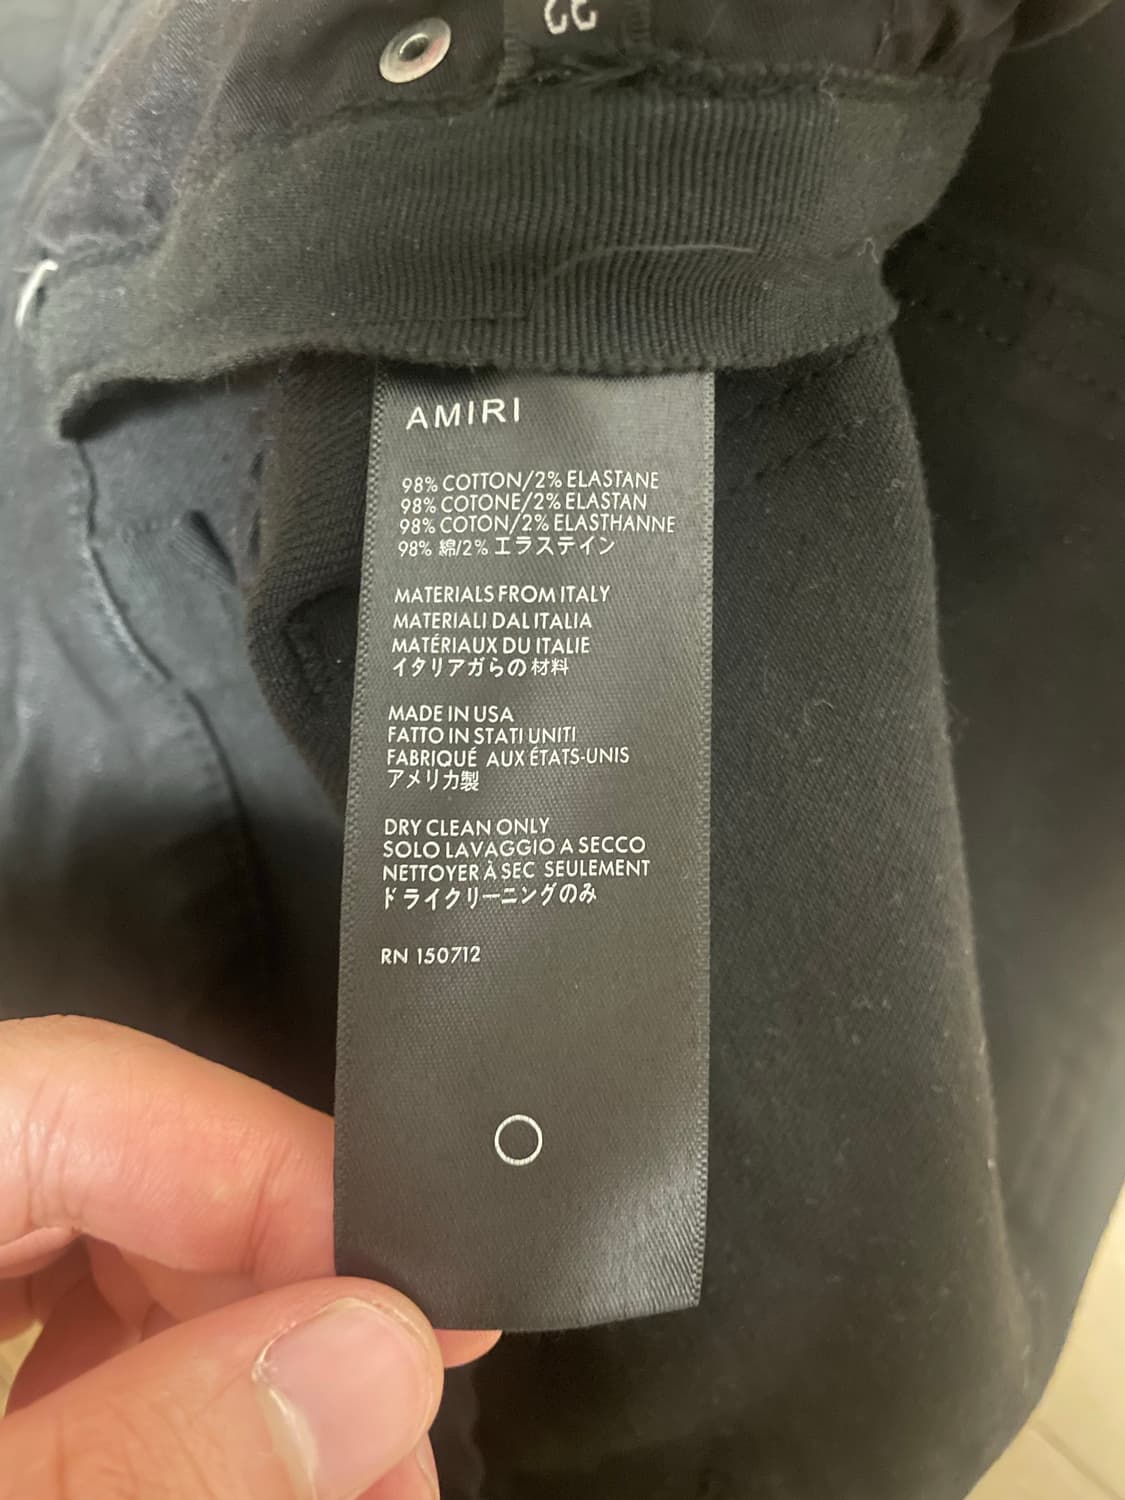 AMIRI
98% COTTON/2% ELASTANE
98% COTONE/2% ELASTAN
98% COTON/2% ELASTHANNE
98% 綿/2% エラステイン
MATERIALS FROM ITALY
MATERIALI DAL ITALIA
MATÉRIAUX DU ITALIE
イタリアガらの材料
MADE IN USA
FATTO IN STATI UNITI
FABRIQUÉ AUX ÉTATS-UNIS
アメリカ製
DRY CLEAN ONLY
SOLO LAVAGGIO A SECCO
NETTOYER À SEC SEULEMENT
ドライクリーニングのみ
RN 150712